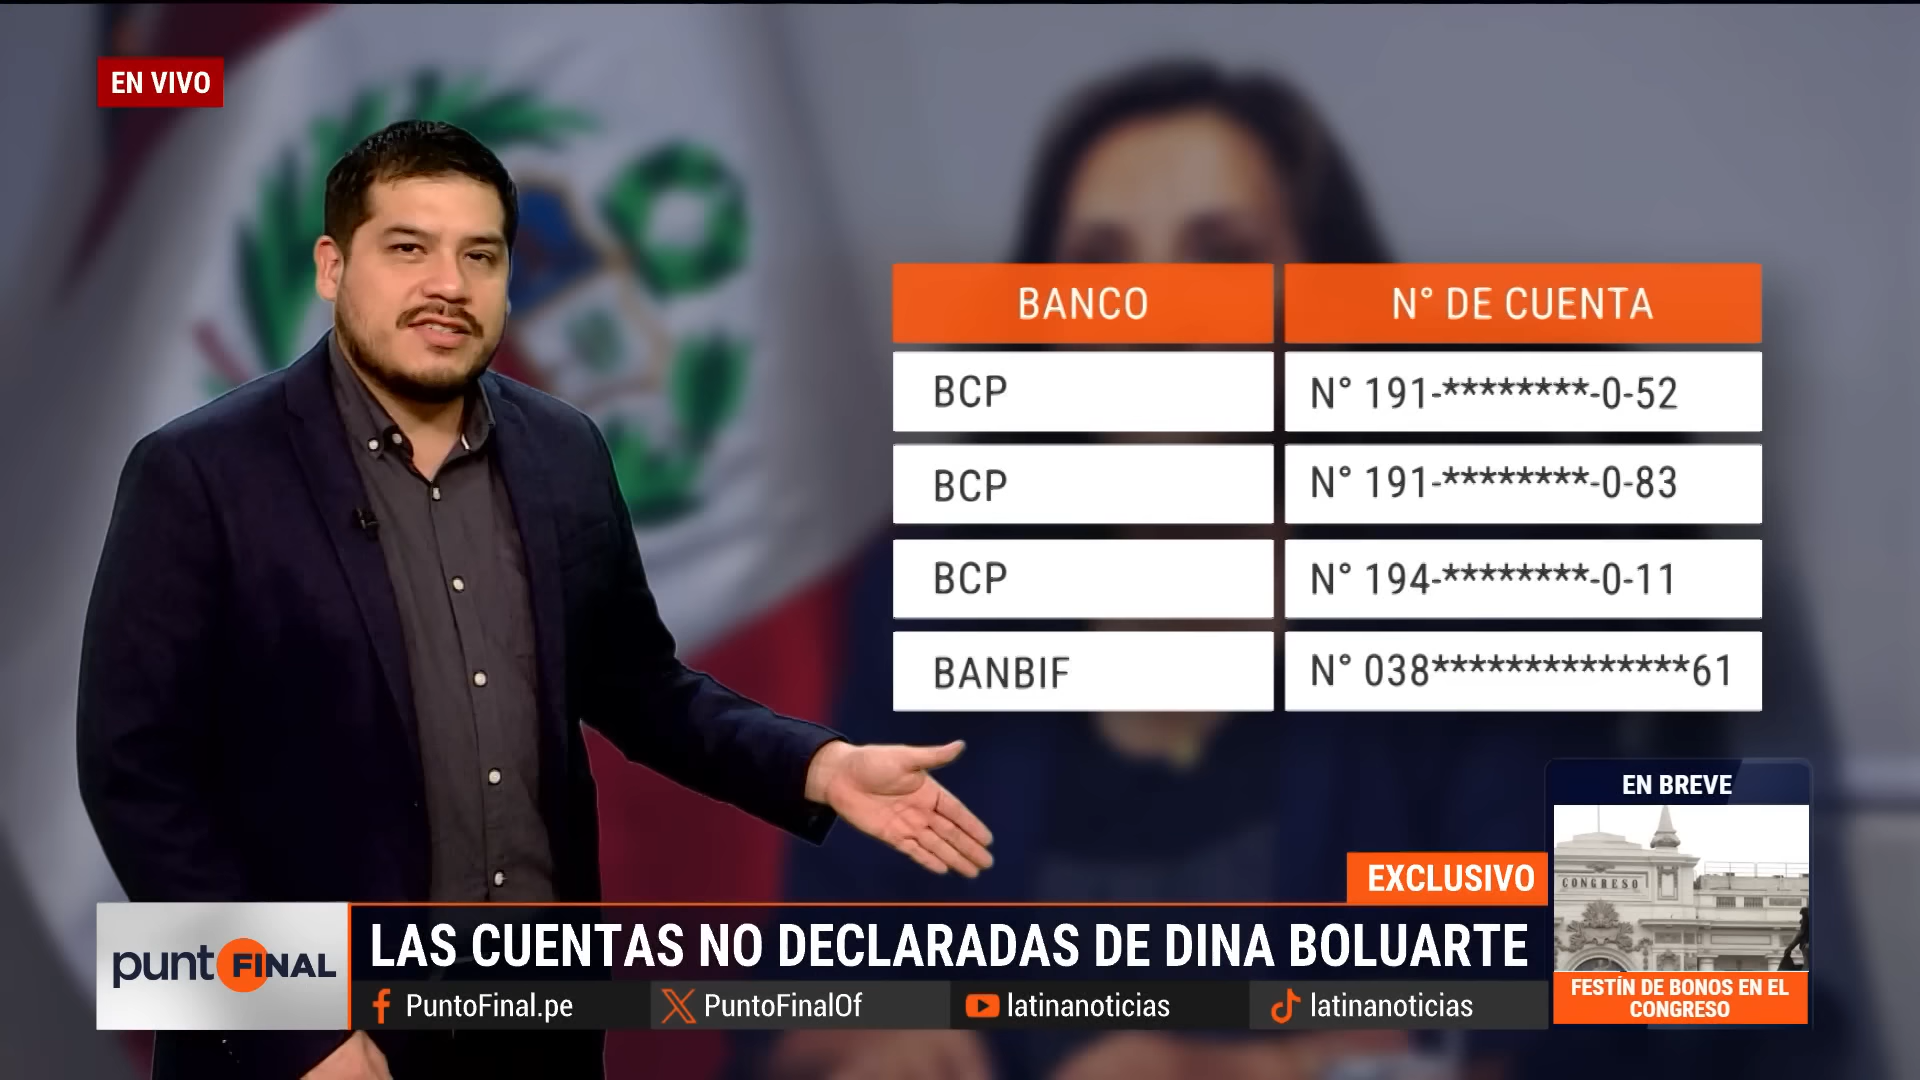 EN VIVO
BANCO
N° DE CUENTA
BCP
N° 191-********-0-52
BCP
N° 191-********-0-83
BCP
N° 194-********-0-11
BANBIF
N° 038**************61
EN BREVE
CONGRESO
FESTÍN DE BONOS EN EL
CONGRESO
EXCLUSIVO
LAS CUENTAS NO DECLARADAS DE DINA BOLUARTE
punto FINAL
PuntoFinal.pe
PuntoFinalOf
latinanoticias
latinanoticias